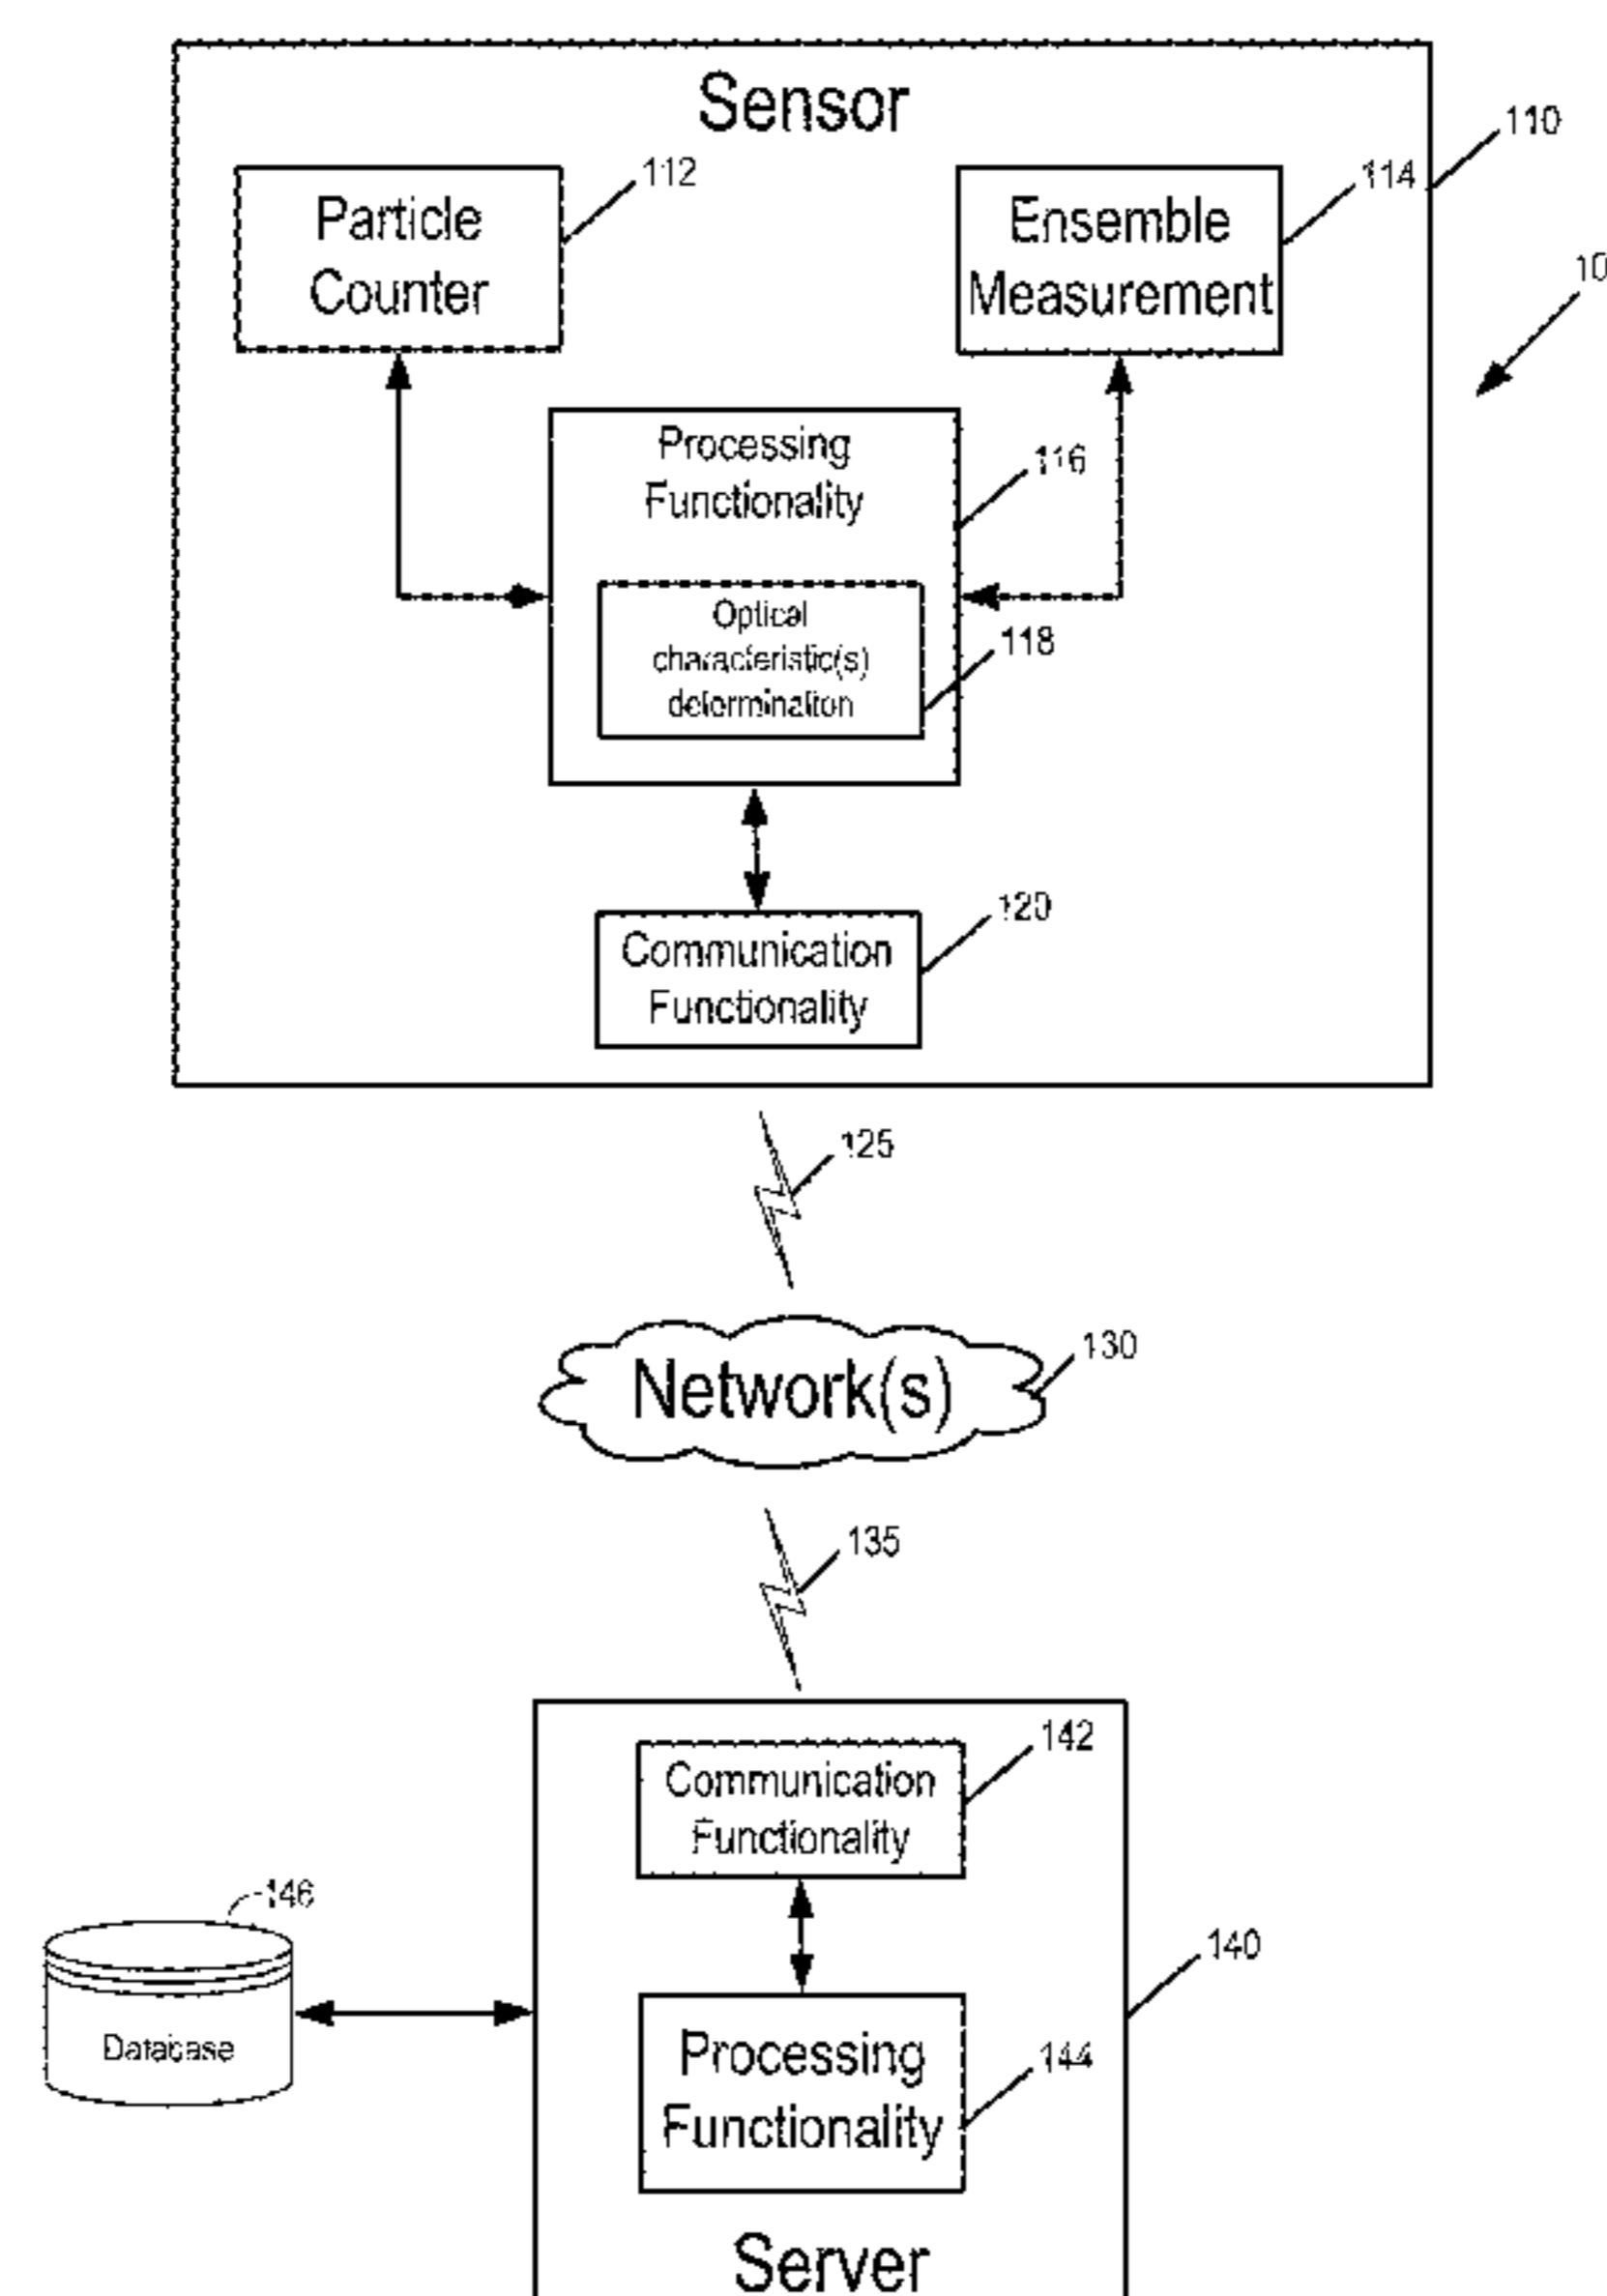 Sensor
110
Particle
Counter
112
Ensemble
Measurement
114
10
Processing
Functionality
116
Optical
characteristic(s)
determination
118
Communication
Functionality
120
125
Network(s)
130
135
Communication
Functionality
142
146
Database
140
Processing
Functionality
144
Server